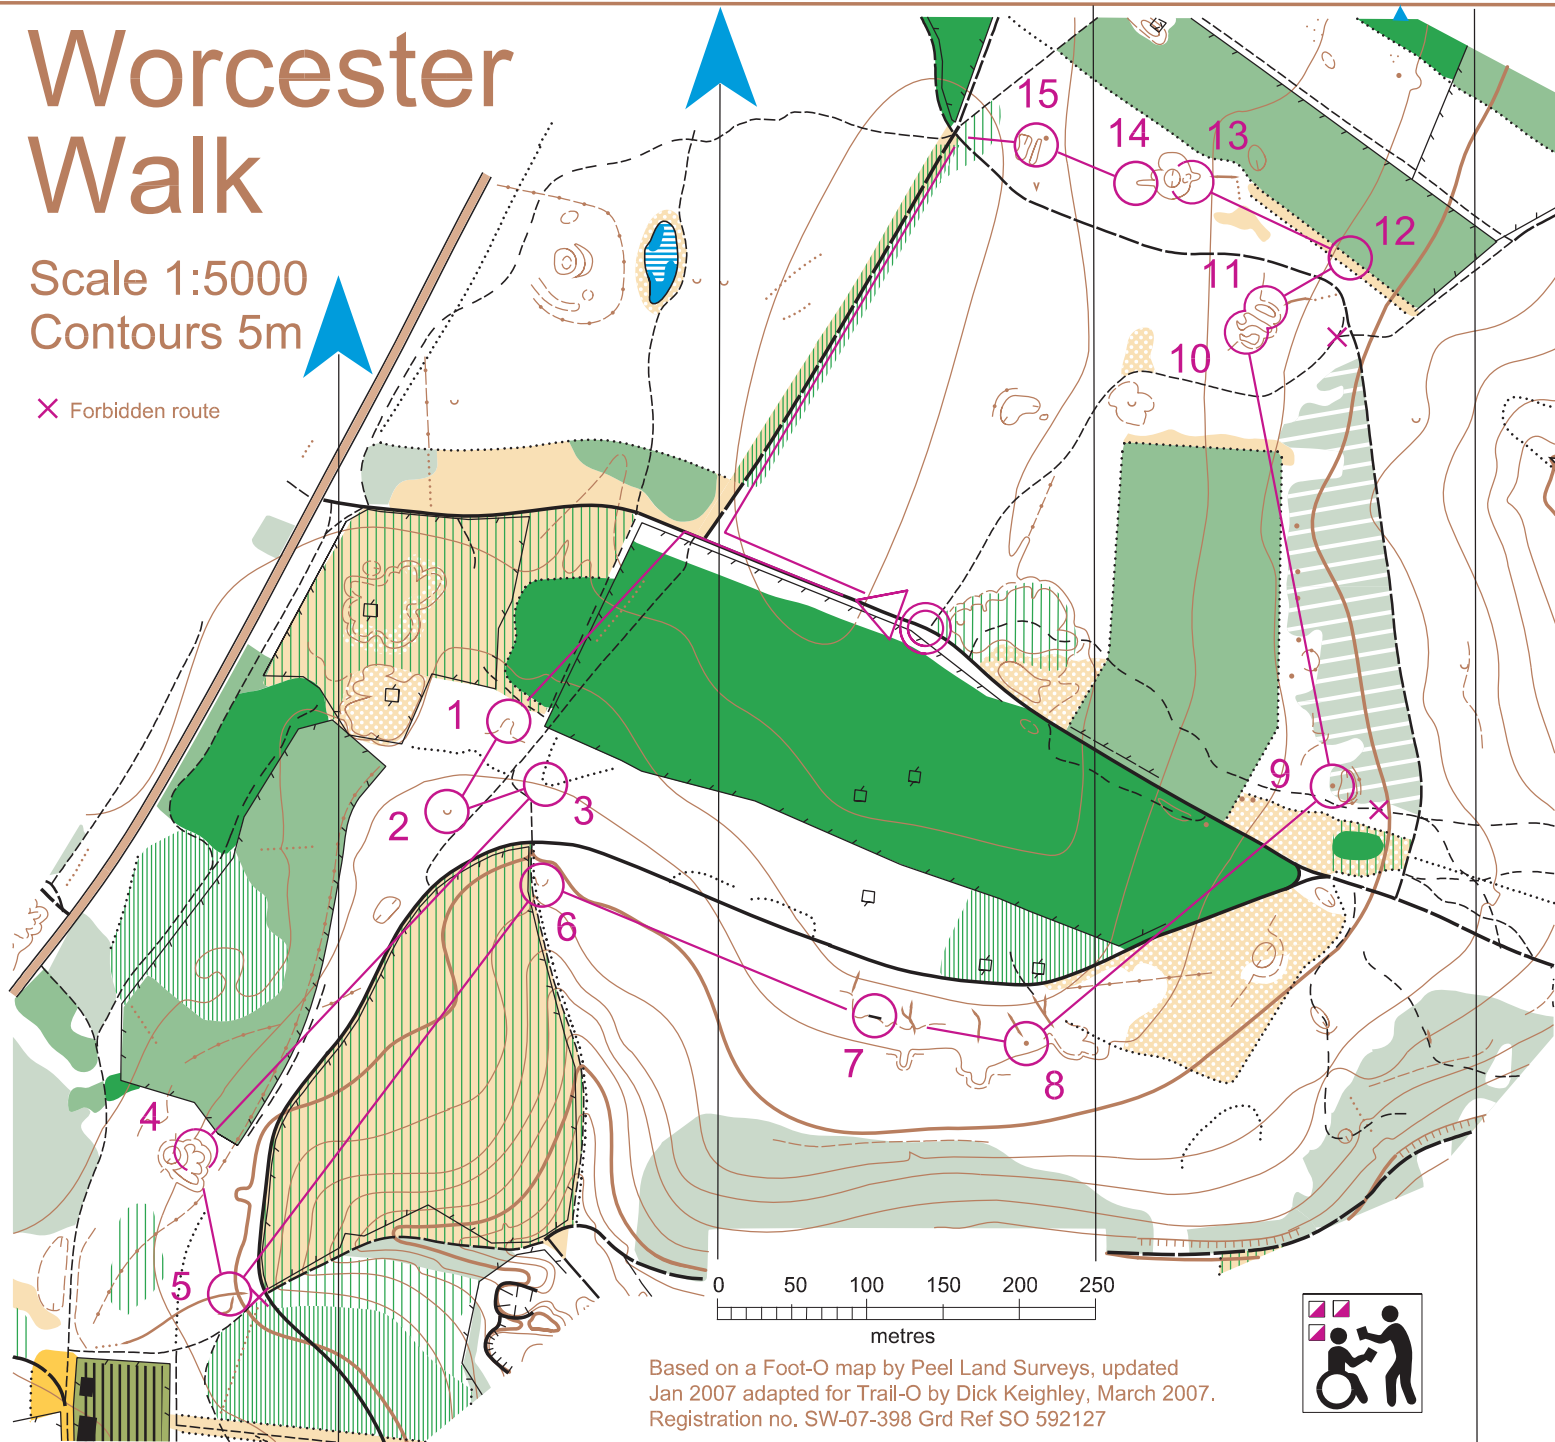 Worcester
Walk
Scale 1:5000
Contours 5m
Forbidden route
15
14
13
12
11
10
9
1
2
3
6
7
8
4
5
0 50 100 150 200 250
metres
Based on a Foot-O map by Peel Land Surveys, updated
Jan 2007 adapted for Trail-O by Dick Keighley, March 2007.
Registration no. SW-07-398 Grd Ref SO 592127